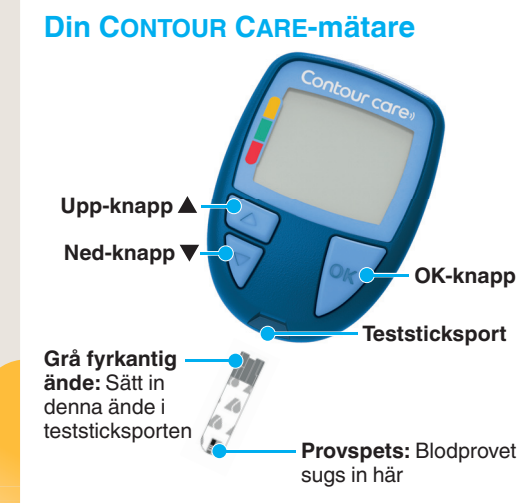 Din CONTOUR CARE-mätare
Contour care
Upp-knapp ▲
Ned-knapp ▼
OK
OK-knapp
Teststicksport
Grå fyrkantig
ände: Sätt in
denna ände i
teststicksporten
Provspets: Blodprovet
sugs in här